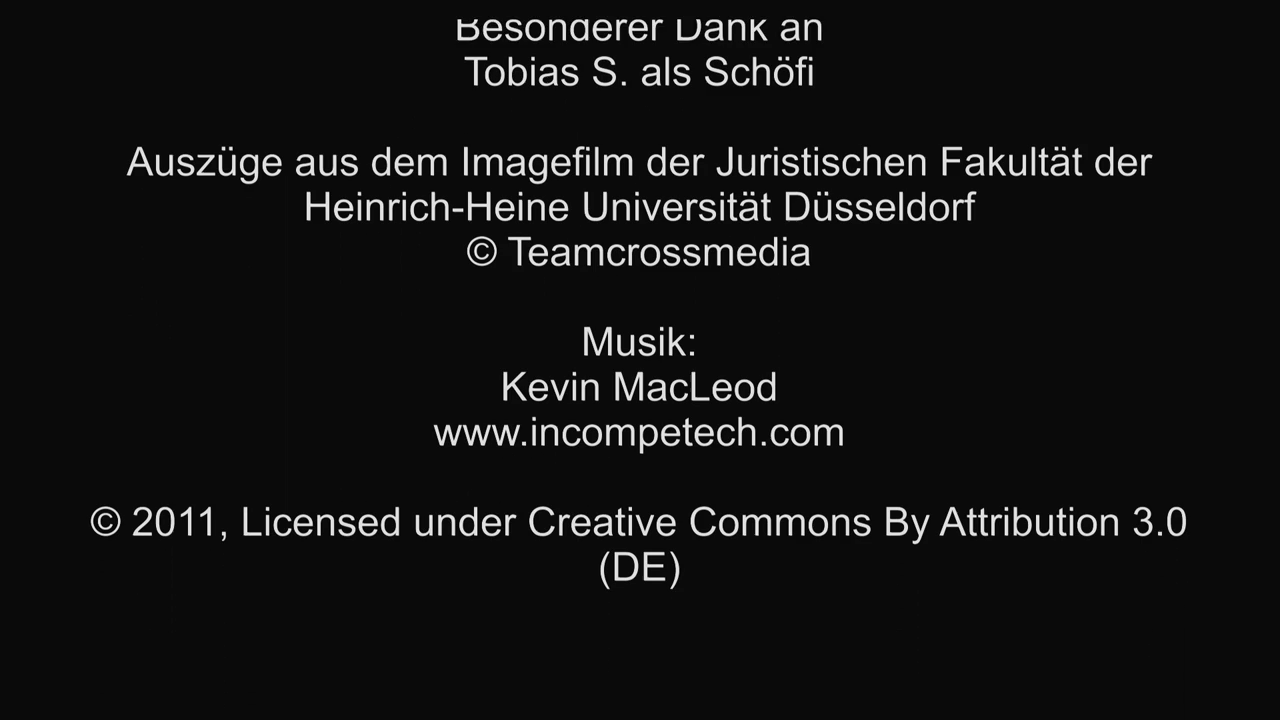 Besonderer Dank an
Tobias S. als Schöfi
Auszüge aus dem Imagefilm der Juristischen Fakultät der
Heinrich-Heine Universität Düsseldorf
© Teamcrossmedia
Musik:
Kevin MacLeod
www.incompetech.com
© 2011, Licensed under Creative Commons By Attribution 3.0
(DE)